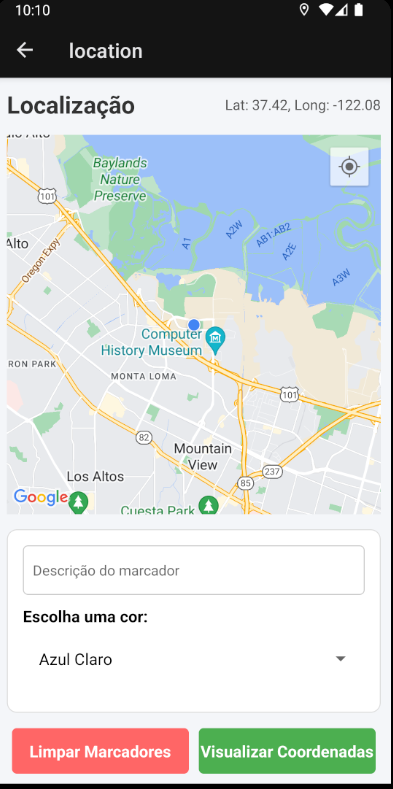 10:10
location
Localização
Lat: 37.42, Long: -122.08
lo Alto
Baylands
Nature
Preserve
101
Alto
Oregon Expy
A1
A2W
AB1-AB2
A2E
A3W
Computer
History Museum
RON PARK
MONTA LOMA
101
82
Mountain
View
237
Los Altos
85
Google
Cuesta Park
Descrição do marcador
Escolha uma cor:
Azul Claro
Limpar Marcadores
Visualizar Coordenadas